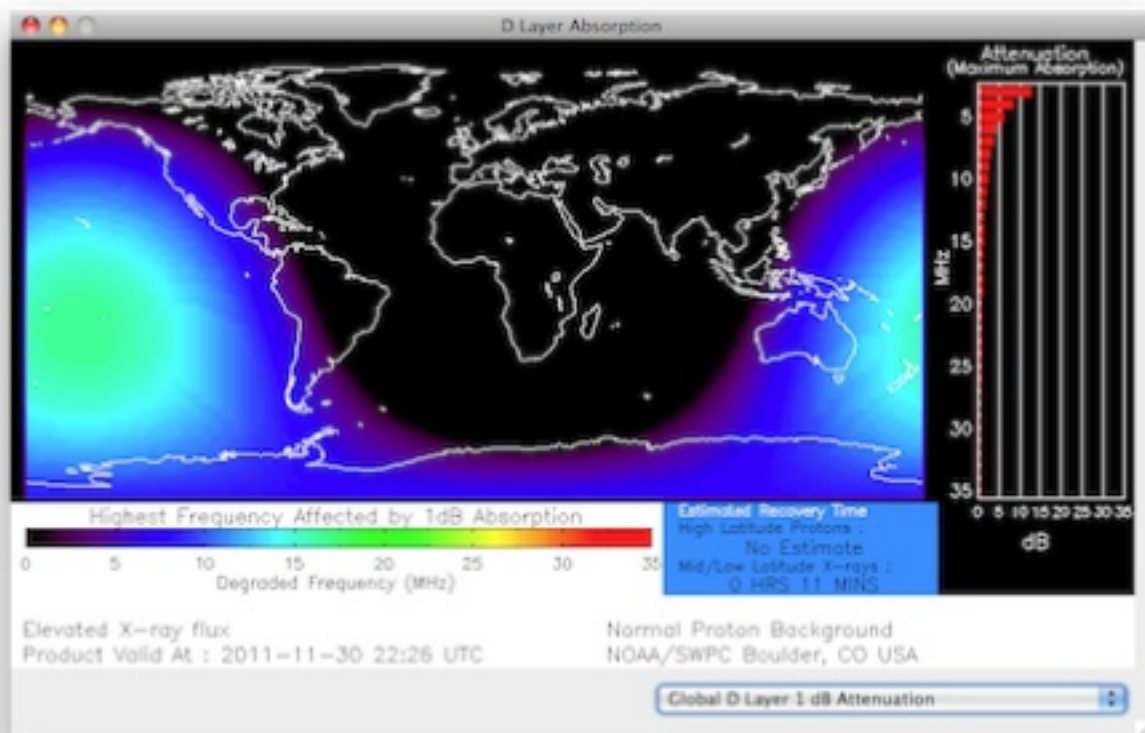 D Layer Absorption
Attenuation
(Maximum Absorption)
5
10
15
20
25
30
35
MHz
0 5 10 15 20 25 30 35
dB
Highest Frequency Affected by 1dB Absorption
0 5 10 15 20 25 30 35
Degraded Frequency (MHz)
Estimated Recovery Time
High Latitude Protons :
No Estimate
Mid/Low Latitude X-rays :
0 HRS 11 MINS
Elevated X-ray flux
Product Valid At : 2011-11-30 22:26 UTC
Normal Proton Background
NOAA/SWPC Boulder, CO USA
Global D Layer 1 dB Attenuation